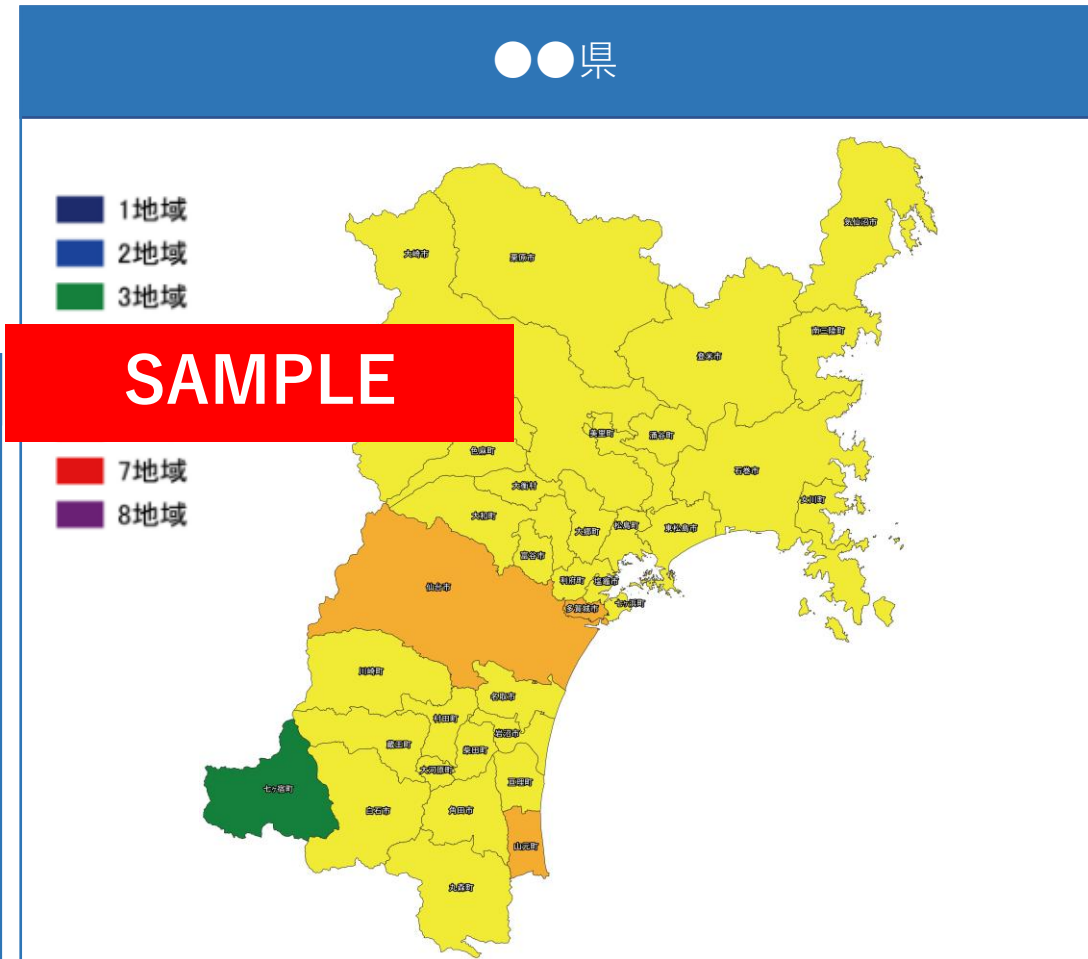 ●●県
1地域
2地域
3地域
SAMPLE
7地域
8地域
気仙沼市
大崎市
栗原市
南三陸町
登米市
美里町
涌谷町
色麻町
石巻市
大衡村
女川町
大和町
大郷町
松島町
東松島市
富谷市
利府町
塩竈市
仙台市
多賀城市
七ヶ浜町
川崎町
名取市
村田町
岩沼市
蔵王町
柴田町
大河原町
亘理町
七ヶ宿町
白石市
角田市
山元町
丸森町